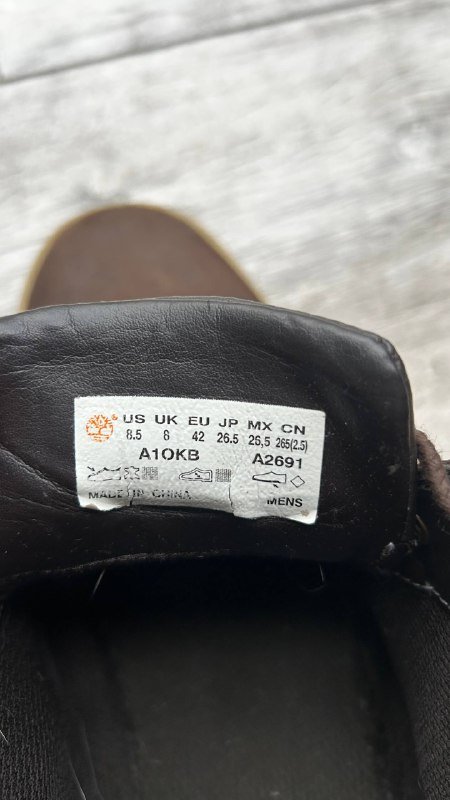 US UK EU JP MX CN
8.5 8 42 26.5 26,5 265(2.5)
A1OKB A2691
MADE IN CHINA MENS